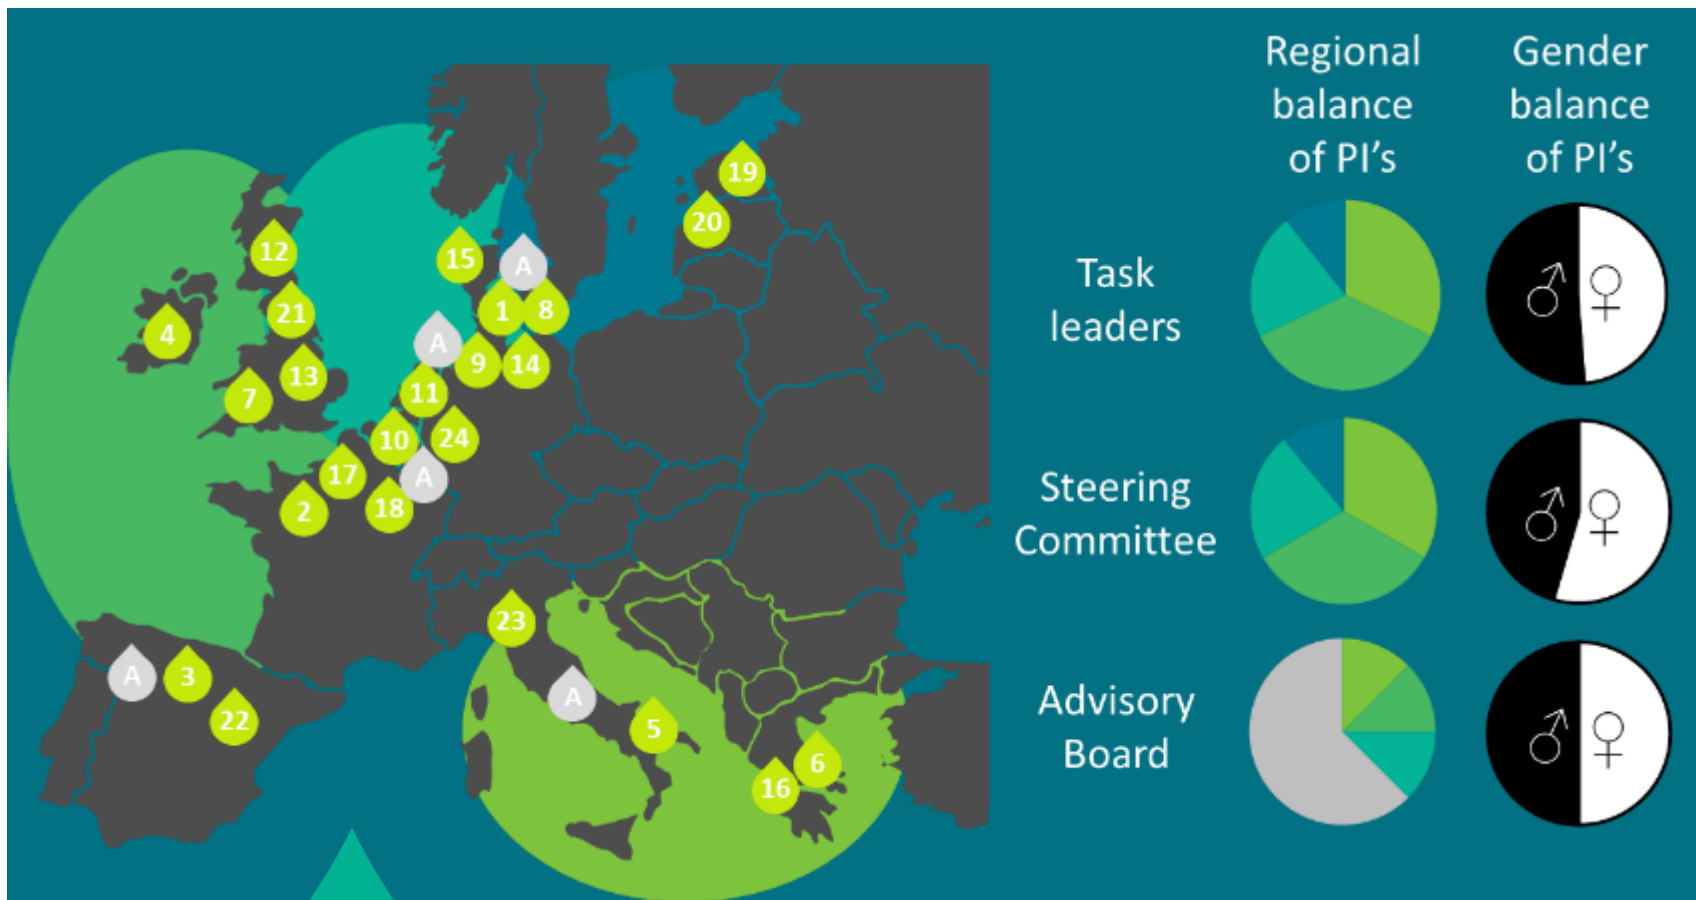 Regional
balance
of PI's
Gender
balance
of PI's
19
20
12
15
A
21
1
8
4
A
9
14
13
7
11
10
24
17
A
2
18
23
A
3
22
A
5
6
16
Task
leaders
Steering
Committee
Advisory
Board